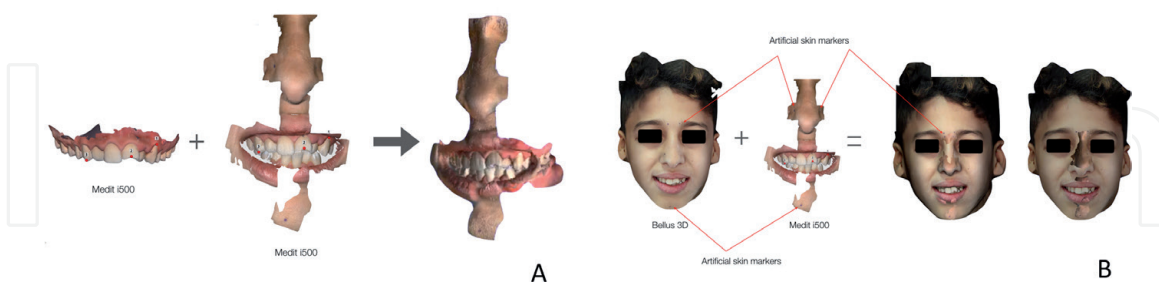 Medit i500
+
Medit i500
A
Artificial skin markers
+
=
Bellus 3D
Medit i500
Artificial skin markers
B